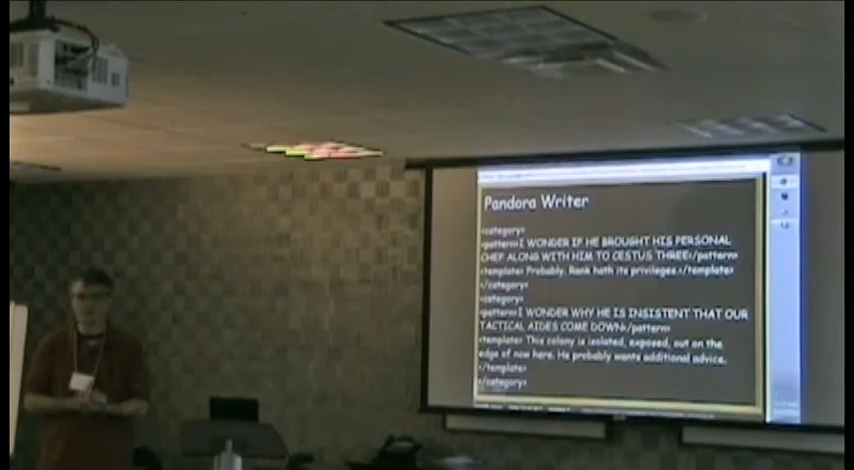 Pandora Writer
<category>
<pattern>I WONDER IF HE BROUGHT HIS PERSONAL
CHEF ALONG WITH HIM TO CESTUS THREE</pattern>
<template> Probably. Rank hath its privileges.</template>
</category>
<category>
<pattern>I WONDER WHY HE IS INSISTENT THAT OUR
TACTICAL AIDES COME DOWN</pattern>
<template> This colony is isolated, exposed, out on the
edge of now here. He probably wants additional advice.
</template>
</category>